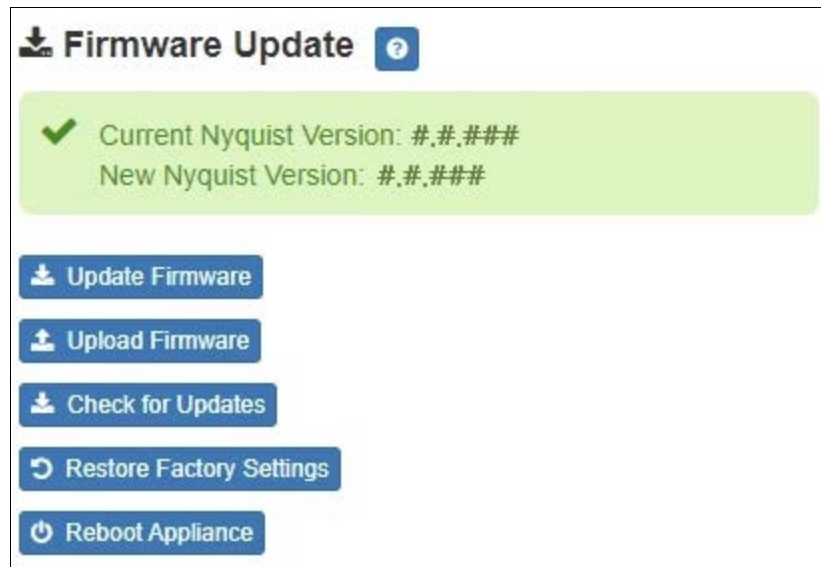 Firmware Update
Current Nyquist Version: #.#.###
New Nyquist Version: #.#.###
Update Firmware
Upload Firmware
Check for Updates
Restore Factory Settings
Reboot Appliance